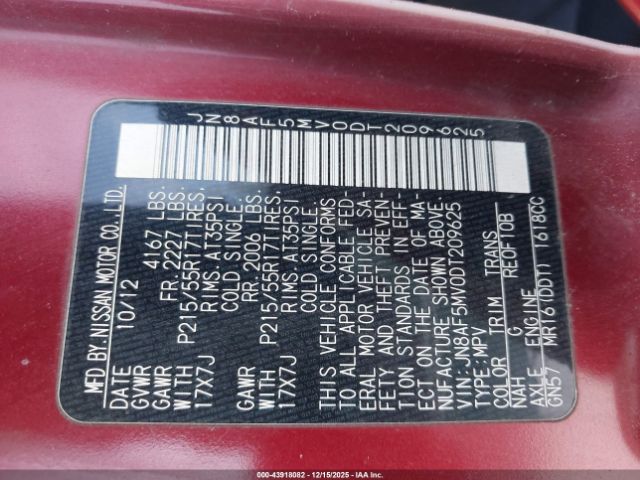 JN8AF5MV0DT209625
MFD.BY.NISSAN MOTOR CO.,LTD.
DATE 10/12
GVWR 4167 LBS.
GAWR FR.2227 LBS.
WITH P215/55R17TIRES,
17X7J RIMS, AT35PSI
COLD SINGLE.
GAWR RR.2006 LBS.
WITH P215/55R17TIRES,
17X7J RIMS, AT35PSI
COLD SINGLE.
THIS VEHICLE CONFORMS
TO ALL APPLICABLE FED-
ERAL MOTOR VEHICLE SA-
FETY AND THEFT PREVEN-
TION STANDARDS IN EFF-
ECT ON THE DATE OF MA-
NUFACTURE SHOWN ABOVE.
VIN:JN8AF5MV0DT209625
TYPE:MPV
COLOR TRIM TRANS
NAH G RE0FT0B
AXLE ENGINE
GN57 MR16(DDT) 1618CC
000-43918082 - 12/15/2025 - COPART